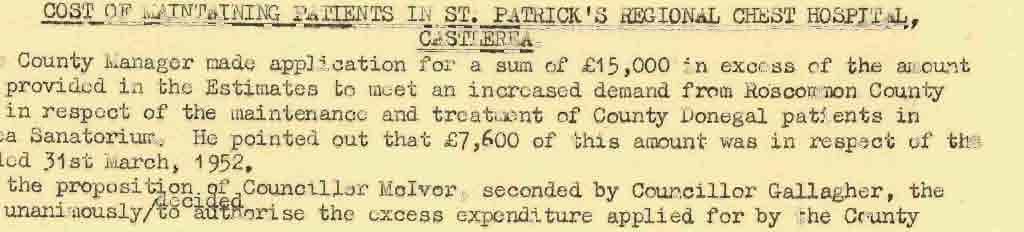 COST OF MAINTAINING PATIENTS IN ST. PATRICK'S REGIONAL CHEST HOSPITAL,
CASTLEREA
County Manager made application for a sum of £15,000 in excess of the amount
provided in the Estimates to meet an increased demand from Roscommon County
in respect of the maintenance and treatment of County Donegal patients in
ea Sanatorium. He pointed out that £7,600 of this amount was in respect of the
ded 31st March, 1952.
the proposition of Councillor McIvor, seconded by Councillor Gallagher, the
decided
unanimously/to authorise the excess expenditure applied for by the County